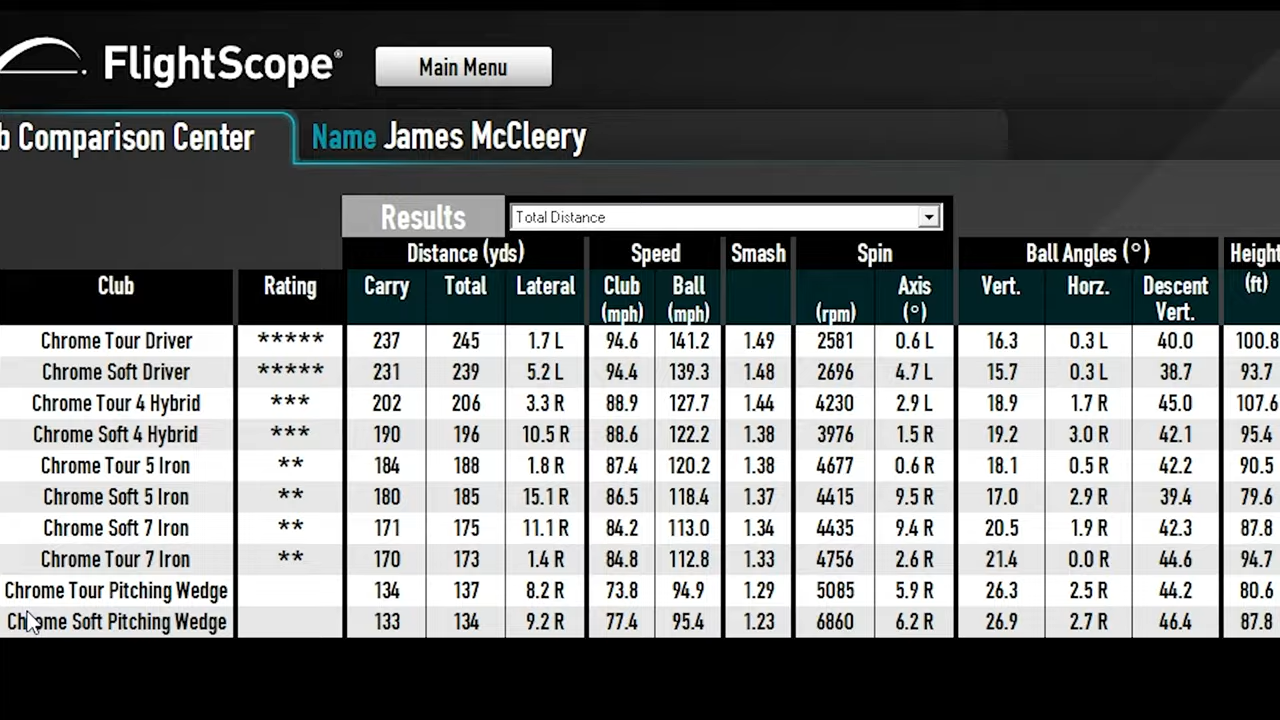 FlightScope®
Main Menu
b Comparison Center
Name James McCleery
Results Total Distance
Distance (yds) Speed Smash Spin Ball Angles (°) Height
Club Rating Carry Total Lateral Club (mph) Ball (mph) (rpm) Axis (°) Vert. Horz. Descent Vert. (ft)
Chrome Tour Driver ***** 237 245 1.7 L 94.6 141.2 1.49 2581 0.6 L 16.3 0.3 L 40.0 100.8
Chrome Soft Driver ***** 231 239 5.2 L 94.4 139.3 1.48 2696 4.7 L 15.7 0.3 L 38.7 93.7
Chrome Tour 4 Hybrid *** 202 206 3.3 R 88.9 127.7 1.44 4230 2.9 L 18.9 1.7 R 45.0 107.6
Chrome Soft 4 Hybrid *** 190 196 10.5 R 88.6 122.2 1.38 3976 1.5 R 19.2 3.0 R 42.1 95.4
Chrome Tour 5 Iron ** 184 188 1.8 R 87.4 120.2 1.38 4677 0.6 R 18.1 0.5 R 42.2 90.5
Chrome Soft 5 Iron ** 180 185 15.1 R 86.5 118.4 1.37 4415 9.5 R 17.0 2.9 R 39.4 79.6
Chrome Soft 7 Iron ** 171 175 11.1 R 84.2 113.0 1.34 4435 9.4 R 20.5 1.9 R 42.3 87.8
Chrome Tour 7 Iron ** 170 173 1.4 R 84.8 112.8 1.33 4756 2.6 R 21.4 0.0 R 44.6 94.7
Chrome Tour Pitching Wedge 134 137 8.2 R 73.8 94.9 1.29 5085 5.9 R 26.3 2.5 R 44.2 80.6
Chrome Soft Pitching Wedge 133 134 9.2 R 77.4 95.4 1.23 6860 6.2 R 26.9 2.7 R 46.4 87.8